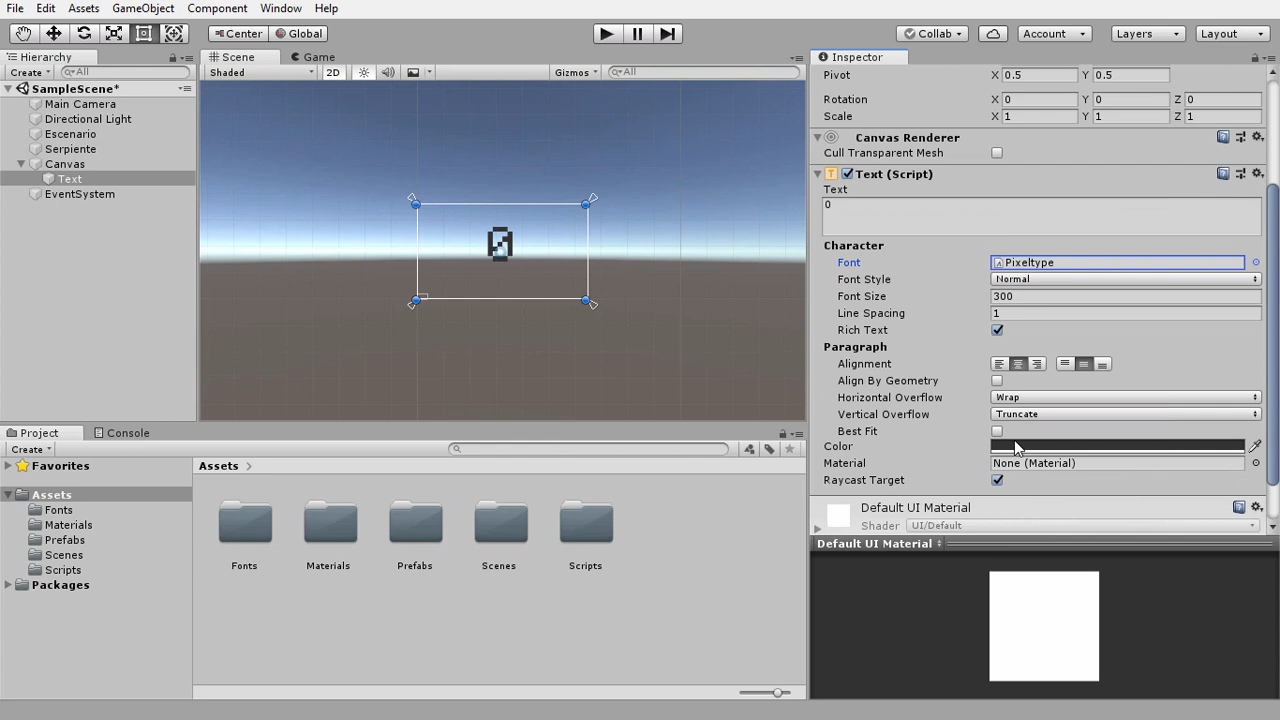 File Edit Assets GameObject Component Window Help
Center Global Collab Account Layers Layout
Hierarchy
Create All
SampleScene*
Main Camera
Directional Light
Escenario
Serpiente
Canvas
Text
EventSystem
Scene Game
Shaded 2D Gizmos All
0
Inspector
Pivot X 0.5 Y 0.5
Rotation X 0 Y 0 Z 0
Scale X 1 Y 1 Z 1
Canvas Renderer
Cull Transparent Mesh
Text (Script)
Text
0
Character
Font Pixeltype
Font Style Normal
Font Size 300
Line Spacing 1
Rich Text
Paragraph
Alignment
Align By Geometry
Horizontal Overflow Wrap
Vertical Overflow Truncate
Best Fit
Color
Material None (Material)
Raycast Target
Default UI Material
Shader UI/Default
Default UI Material
Project Console
Create
Favorites
Assets
Fonts
Materials
Prefabs
Scenes
Scripts
Packages
Assets
Fonts Materials Prefabs Scenes Scripts